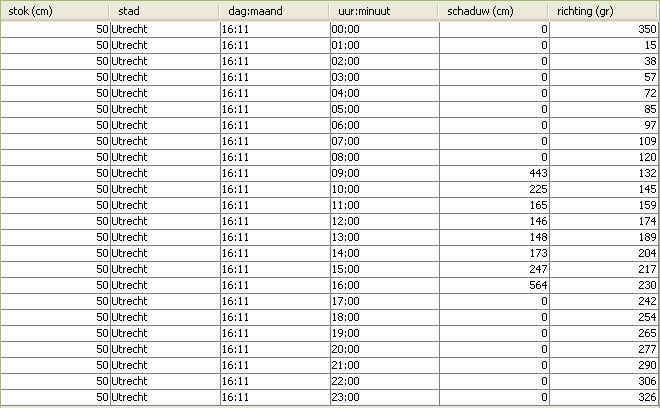 stok (cm) stad dag:maand uur:minuut schaduw (cm) richting (gr)
50 Utrecht 16:11 00:00 0 350
50 Utrecht 16:11 01:00 0 15
50 Utrecht 16:11 02:00 0 38
50 Utrecht 16:11 03:00 0 57
50 Utrecht 16:11 04:00 0 72
50 Utrecht 16:11 05:00 0 85
50 Utrecht 16:11 06:00 0 97
50 Utrecht 16:11 07:00 0 109
50 Utrecht 16:11 08:00 0 120
50 Utrecht 16:11 09:00 443 132
50 Utrecht 16:11 10:00 225 145
50 Utrecht 16:11 11:00 165 159
50 Utrecht 16:11 12:00 146 174
50 Utrecht 16:11 13:00 148 189
50 Utrecht 16:11 14:00 173 204
50 Utrecht 16:11 15:00 247 217
50 Utrecht 16:11 16:00 564 230
50 Utrecht 16:11 17:00 0 242
50 Utrecht 16:11 18:00 0 254
50 Utrecht 16:11 19:00 0 265
50 Utrecht 16:11 20:00 0 277
50 Utrecht 16:11 21:00 0 290
50 Utrecht 16:11 22:00 0 306
50 Utrecht 16:11 23:00 0 326